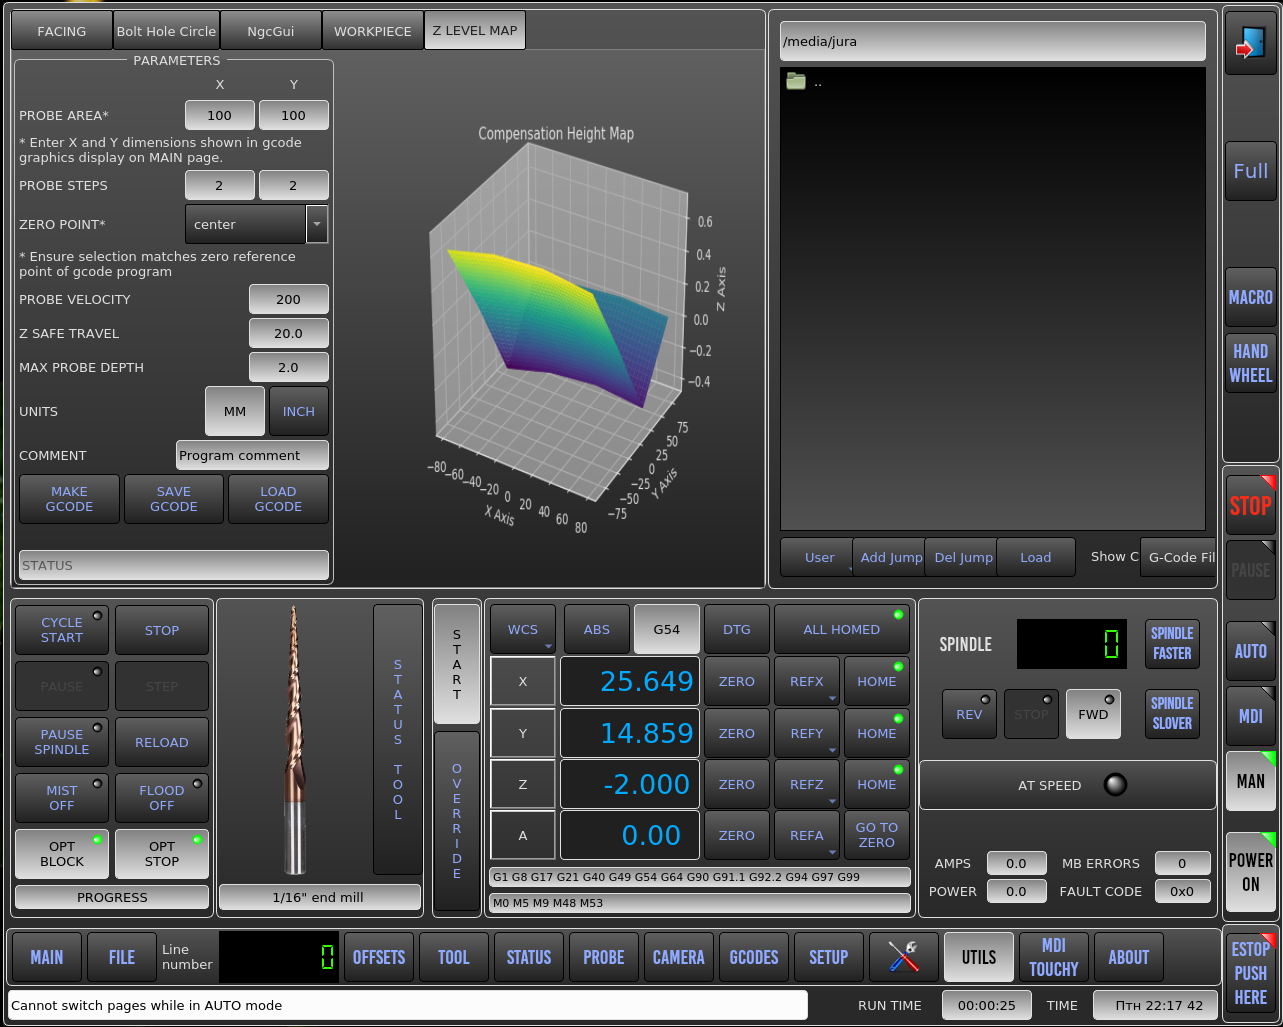 FACING
Bolt Hole Circle
NgcGui
WORKPIECE
Z LEVEL MAP
PARAMETERS
X Y
PROBE AREA* 100 100
* Enter X and Y dimensions shown in gcode
graphics display on MAIN page.
PROBE STEPS 2 2
ZERO POINT* center
* Ensure selection matches zero reference
point of gcode program
PROBE VELOCITY 200
Z SAFE TRAVEL 20.0
MAX PROBE DEPTH 2.0
UNITS MM INCH
COMMENT Program comment
MAKE
GCODE
SAVE
GCODE
LOAD
GCODE
STATUS
Compensation Height Map
0.6
0.4
0.2
0.0
−0.2
−0.4
Z Axis
−80 −60 −40 −20 0 20 40 60 80
X Axis
75
50
25
0
−25
−50
−75
Y Axis
/media/jura
..
User
Add Jump
Del Jump
Load
Show C
G-Code Fil
Full
MACRO
HAND
WHEEL
STOP
PAUSE
AUTO
MDI
MAN
POWER
ON
ESTOP
PUSH
HERE
CYCLE
START
STOP
PAUSE
STEP
PAUSE
SPINDLE
RELOAD
MIST
OFF
FLOOD
OFF
OPT
BLOCK
OPT
STOP
PROGRESS
STATUS TOOL
1/16" end mill
START
OVERRIDE
WCS ABS G54 DTG ALL HOMED
X 25.649 ZERO REFX HOME
Y 14.859 ZERO REFY HOME
Z -2.000 ZERO REFZ HOME
A 0.00 ZERO REFA GO TO
ZERO
G1 G8 G17 G21 G40 G49 G54 G64 G90 G91.1 G92.2 G94 G97 G99
M0 M5 M9 M48 M53
SPINDLE 0
SPINDLE
FASTER
REV STOP FWD
SPINDLE
SLOVER
AT SPEED
AMPS 0.0 MB ERRORS 0
POWER 0.0 FAULT CODE 0x0
MAIN
FILE
Line
number
0
OFFSETS
TOOL
STATUS
PROBE
CAMERA
GCODES
SETUP
UTILS
MDI
TOUCHY
ABOUT
Cannot switch pages while in AUTO mode
RUN TIME 00:00:25 TIME Птн 22:17 42